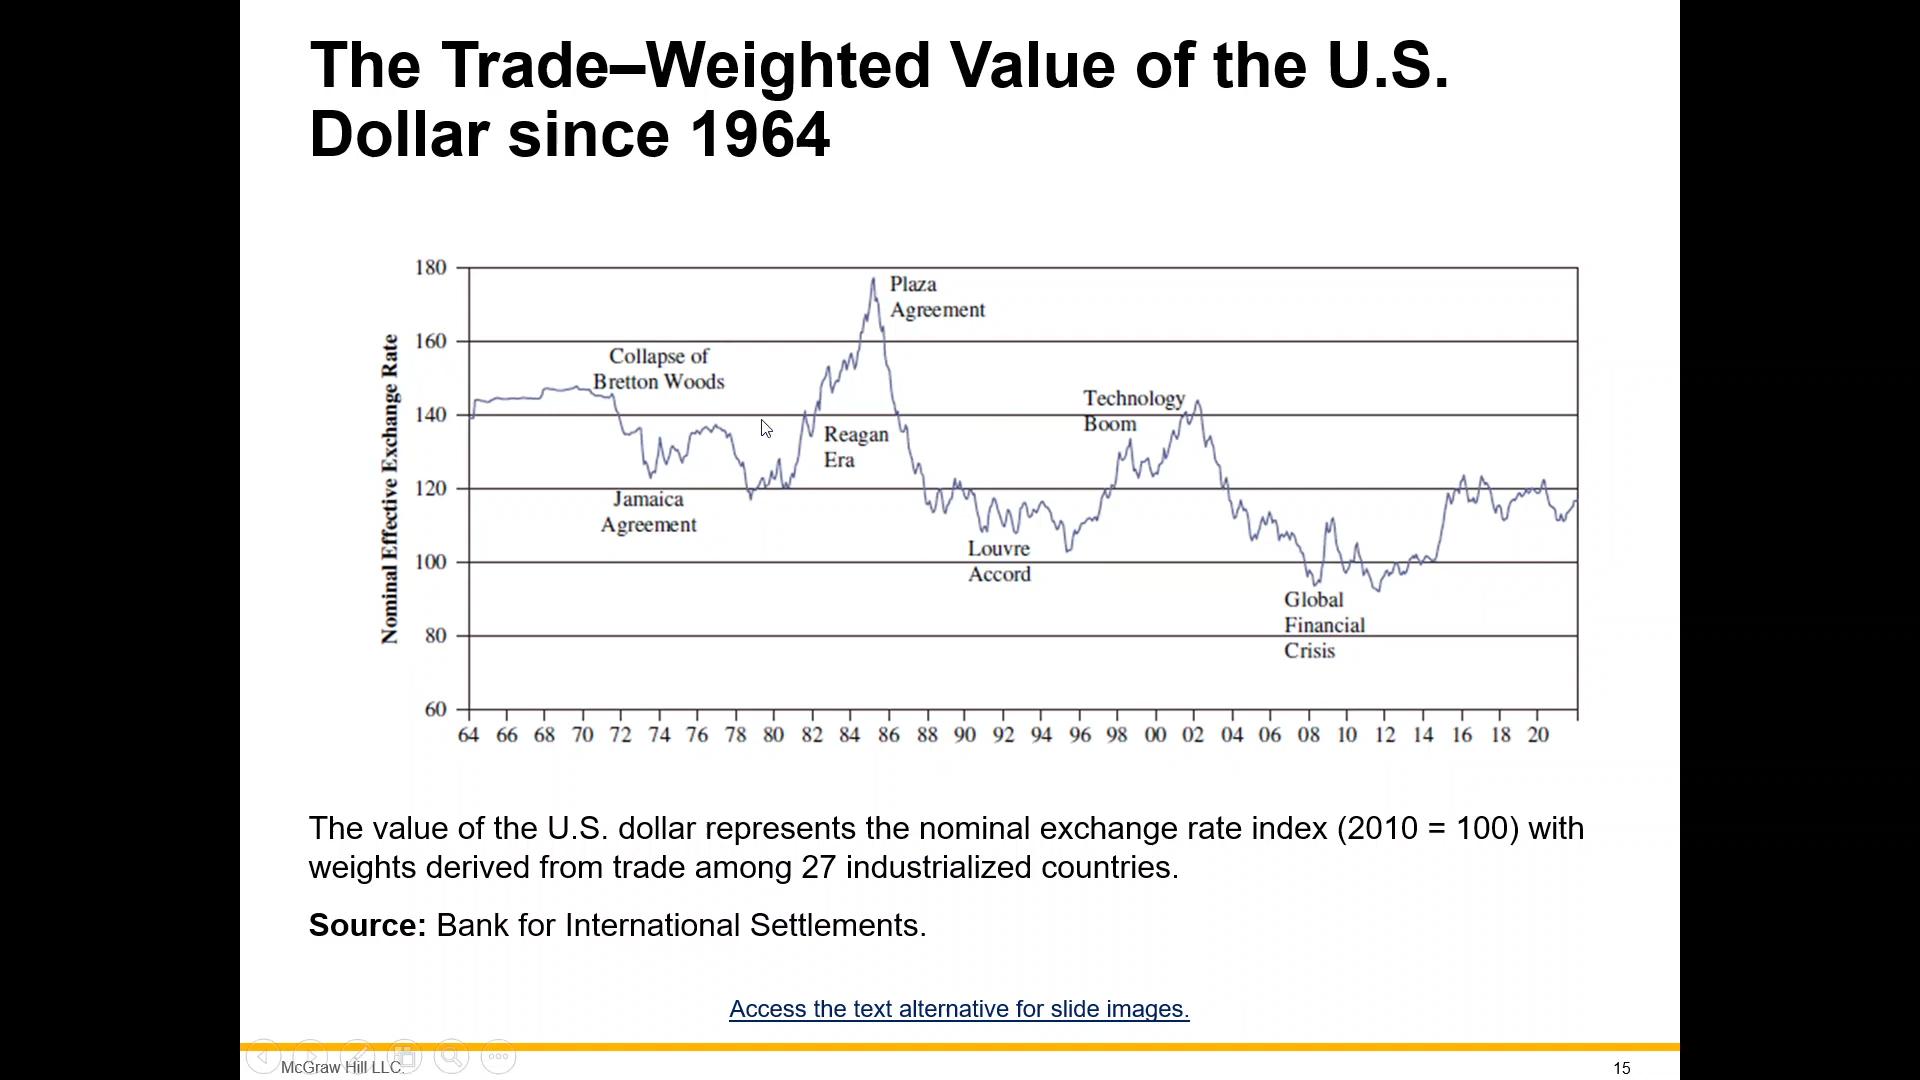 The Trade–Weighted Value of the U.S.
Dollar since 1964
Nominal Effective Exchange Rate
180
160
140
120
100
80
60
Plaza
Agreement
Collapse of
Bretton Woods
Technology
Boom
Reagan
Era
Jamaica
Agreement
Louvre
Accord
Global
Financial
Crisis
64 66 68 70 72 74 76 78 80 82 84 86 88 90 92 94 96 98 00 02 04 06 08 10 12 14 16 18 20
The value of the U.S. dollar represents the nominal exchange rate index (2010 = 100) with
weights derived from trade among 27 industrialized countries.
Source: Bank for International Settlements.
Access the text alternative for slide images.
McGraw Hill LLC.
15